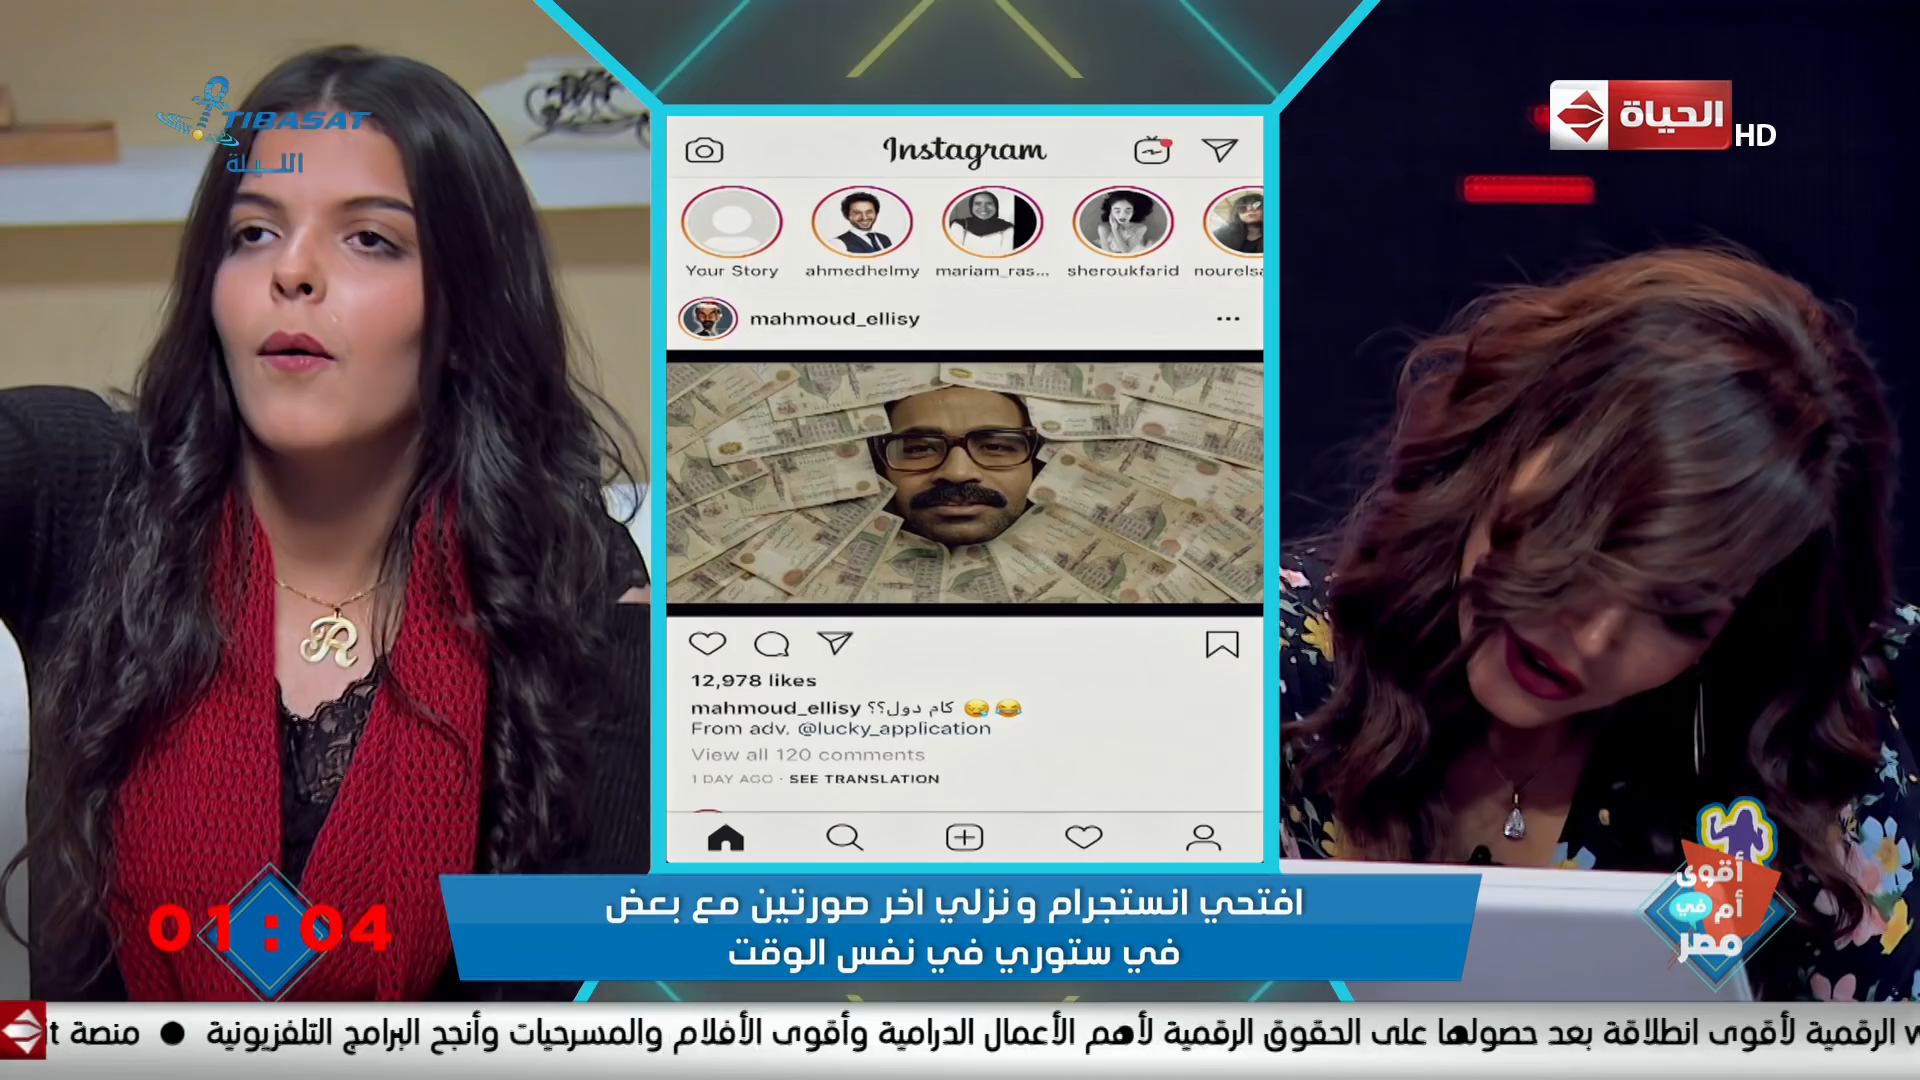 TIBASAT
الليلة
الحياة
HD
Instagram
Your Story
ahmedhelmy
mariam_ras...
sheroukfarid
nourelsa
mahmoud_ellisy
12,978 likes
mahmoud_ellisy كام دول؟؟ 😪😂
From adv. @lucky_application
View all 120 comments
1 DAY AGO · SEE TRANSLATION
R
افتحي انستجرام ونزلي اخر صورتين مع بعض
في ستوري في نفس الوقت
01:04
أقوى
أم في
مصر
الرقمية لأقوى انطلاقة بعد حصولها على الحقوق الرقمية لأهم الأعمال الدرامية وأقوى الأفلام والمسرحيات وأنجح البرامج التلفزيونية ● منصة